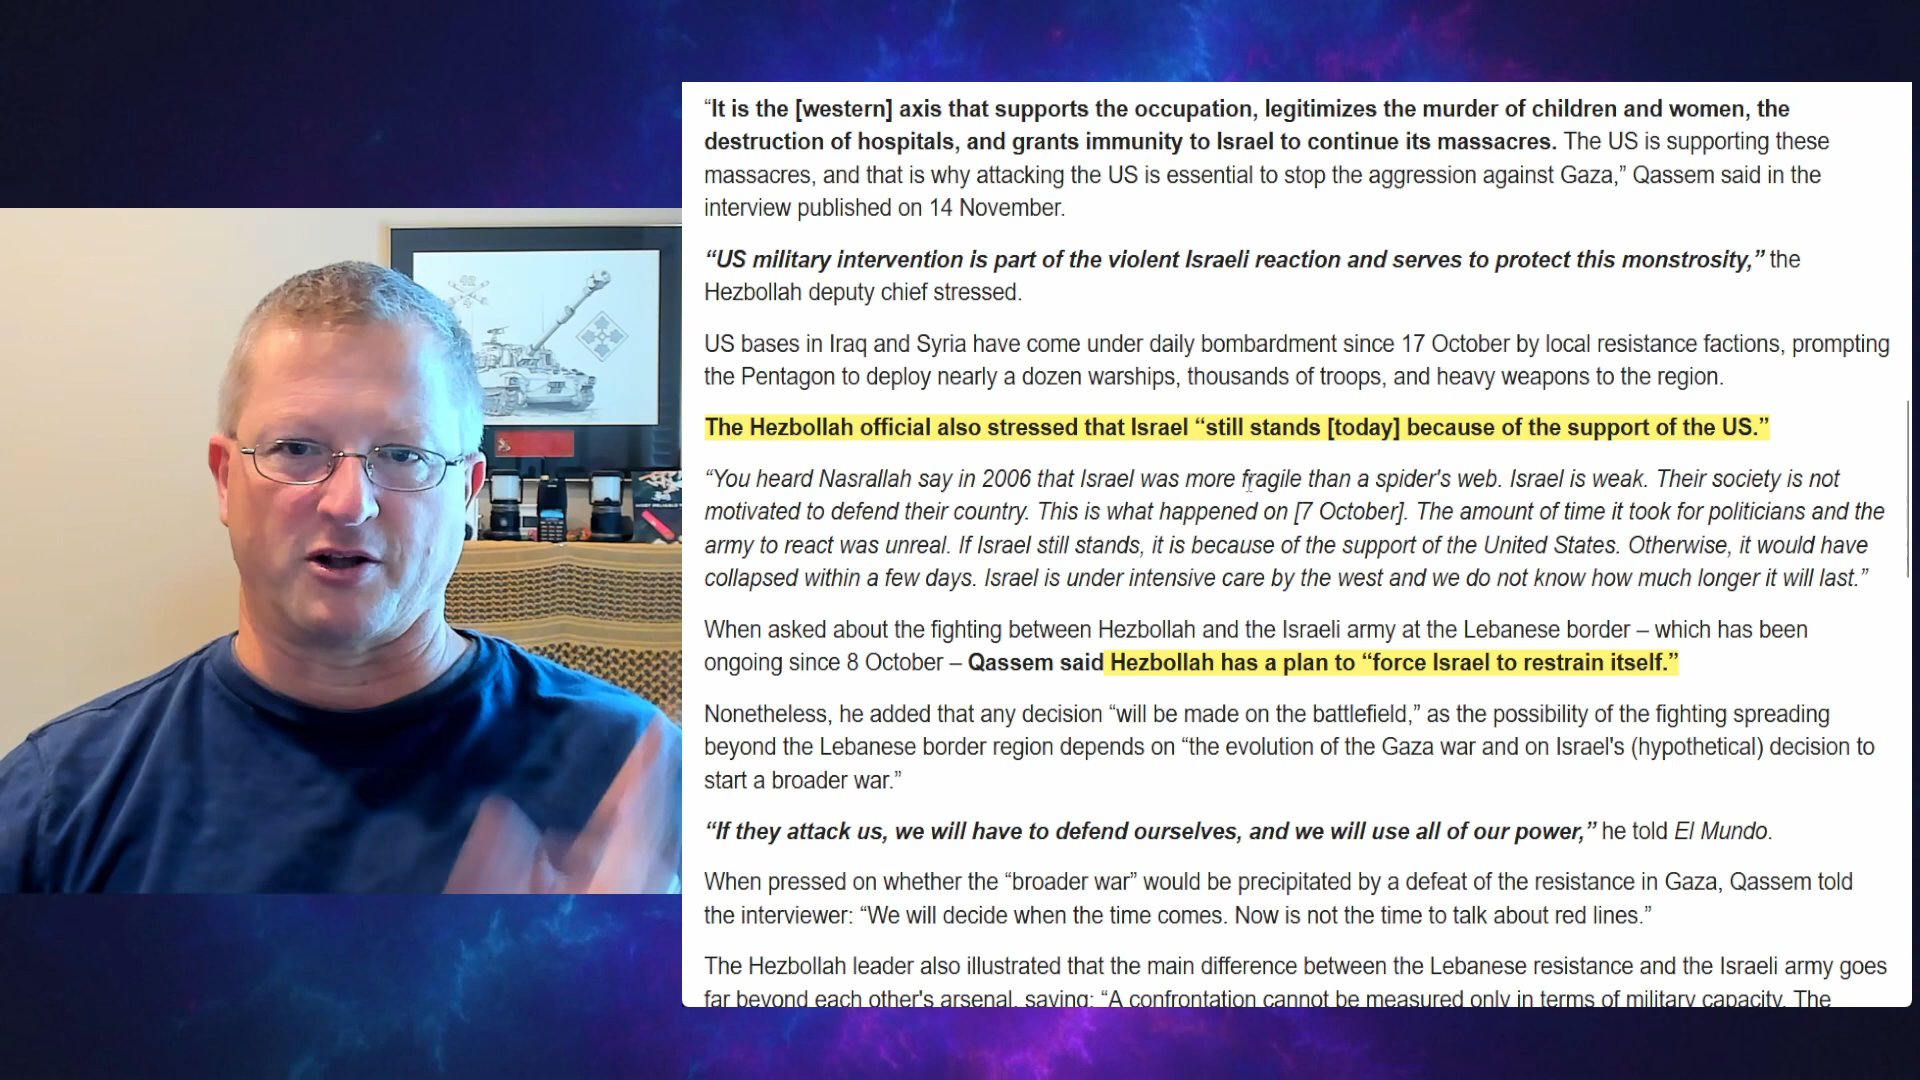 “It is the [western] axis that supports the occupation, legitimizes the murder of children and women, the
destruction of hospitals, and grants immunity to Israel to continue its massacres. The US is supporting these
massacres, and that is why attacking the US is essential to stop the aggression against Gaza,” Qassem said in the
interview published on 14 November.
“US military intervention is part of the violent Israeli reaction and serves to protect this monstrosity,” the
Hezbollah deputy chief stressed.
US bases in Iraq and Syria have come under daily bombardment since 17 October by local resistance factions, prompting
the Pentagon to deploy nearly a dozen warships, thousands of troops, and heavy weapons to the region.
The Hezbollah official also stressed that Israel “still stands [today] because of the support of the US.”
“You heard Nasrallah say in 2006 that Israel was more fragile than a spider's web. Israel is weak. Their society is not
motivated to defend their country. This is what happened on [7 October]. The amount of time it took for politicians and the
army to react was unreal. If Israel still stands, it is because of the support of the United States. Otherwise, it would have
collapsed within a few days. Israel is under intensive care by the west and we do not know how much longer it will last.”
When asked about the fighting between Hezbollah and the Israeli army at the Lebanese border – which has been
ongoing since 8 October – Qassem said Hezbollah has a plan to “force Israel to restrain itself.”
Nonetheless, he added that any decision “will be made on the battlefield,” as the possibility of the fighting spreading
beyond the Lebanese border region depends on “the evolution of the Gaza war and on Israel's (hypothetical) decision to
start a broader war.”
“If they attack us, we will have to defend ourselves, and we will use all of our power,” he told El Mundo.
When pressed on whether the “broader war” would be precipitated by a defeat of the resistance in Gaza, Qassem told
the interviewer: “We will decide when the time comes. Now is not the time to talk about red lines.”
The Hezbollah leader also illustrated that the main difference between the Lebanese resistance and the Israeli army goes
far beyond each other's arsenal, saying: “A confrontation cannot be measured only in terms of military capacity. The